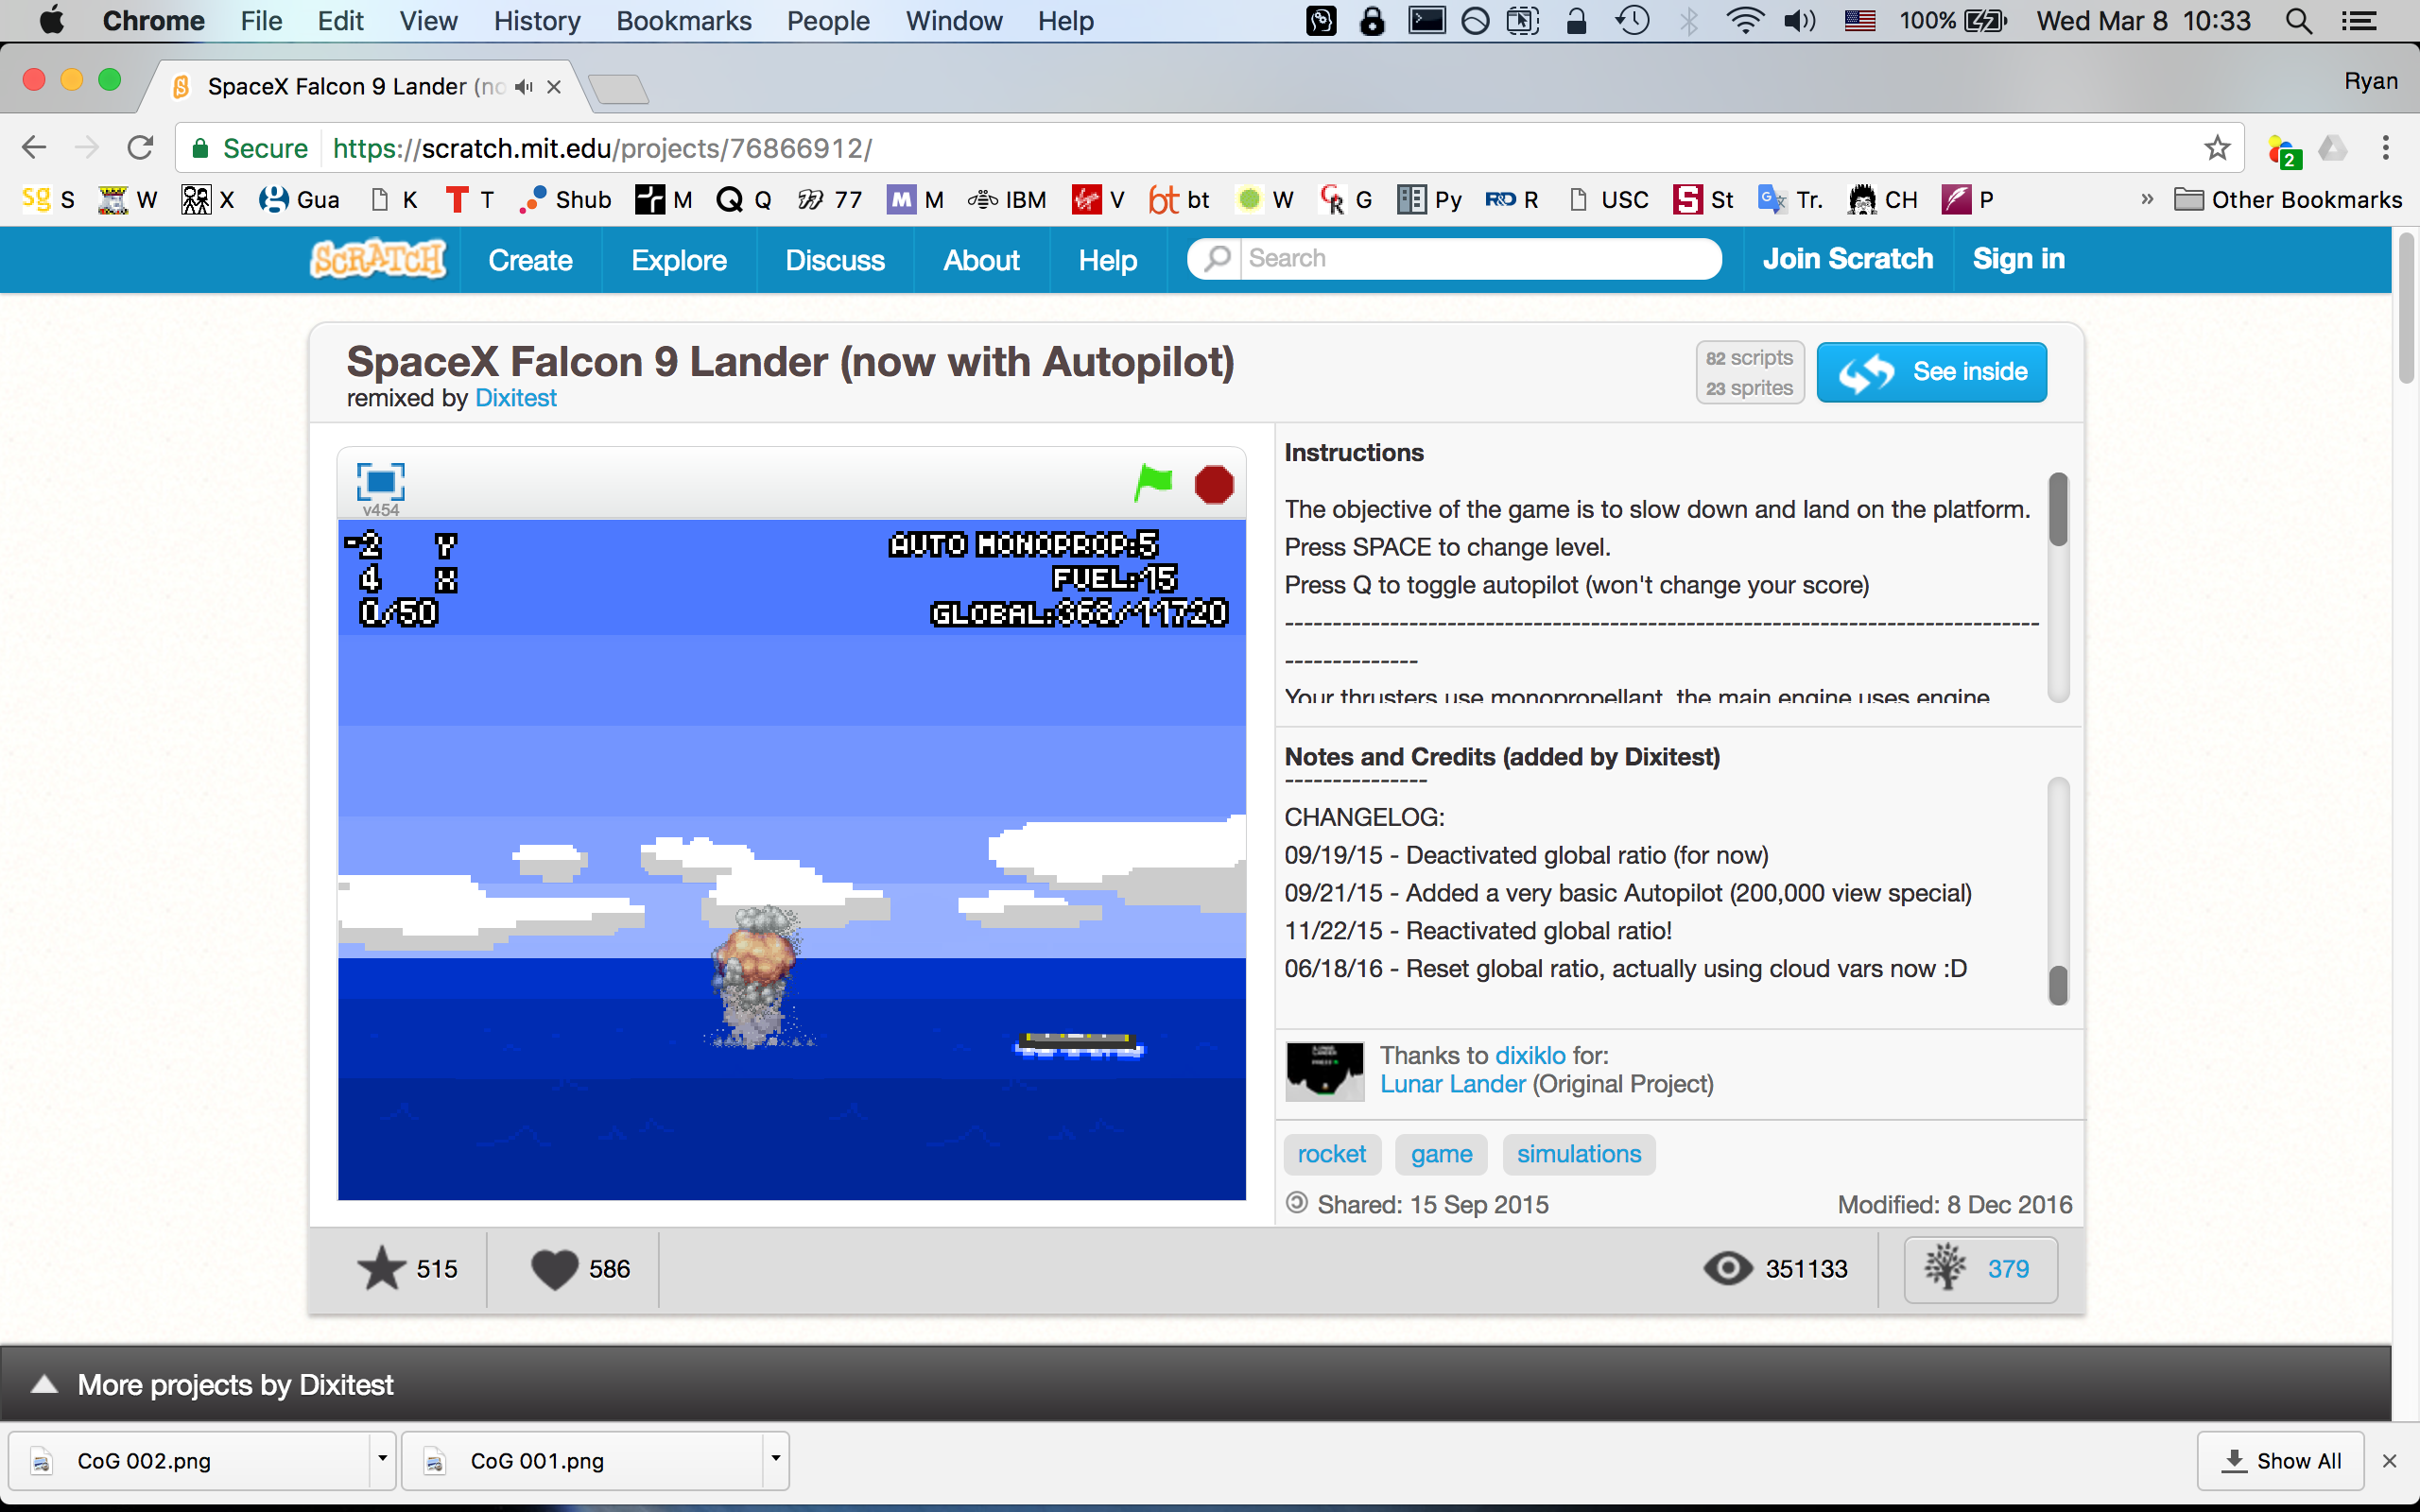 Chrome File Edit View History Bookmarks People Window Help 100% Wed Mar 8 10:33
SpaceX Falcon 9 Lander (no
Ryan
Secure https://scratch.mit.edu/projects/76866912/
2
sg S W X Gua K T T Shub M Q 77 M M IBM V bt bt W G Py R&D R USC St Tr. CH P » Other Bookmarks
SCRATCH Create Explore Discuss About Help Search Join Scratch Sign in
SpaceX Falcon 9 Lander (now with Autopilot)
remixed by Dixitest
82 scripts
23 sprites
See inside
v454
-2 Y
4 X
0/50
AUTO MONOPROP:5
FUEL:15
GLOBAL:368/11720
Instructions
The objective of the game is to slow down and land on the platform.
Press SPACE to change level.
Press Q to toggle autopilot (won't change your score)
-------------------------------------------------------------------------------
--------------
Your thrusters use monopropellant, the main engine uses engine
Notes and Credits (added by Dixitest)
---------------
CHANGELOG:
09/19/15 - Deactivated global ratio (for now)
09/21/15 - Added a very basic Autopilot (200,000 view special)
11/22/15 - Reactivated global ratio!
06/18/16 - Reset global ratio, actually using cloud vars now :D
Thanks to dixiklo for:
Lunar Lander (Original Project)
rocket game simulations
Shared: 15 Sep 2015 Modified: 8 Dec 2016
515 586 351133 379
More projects by Dixitest
CoG 002.png CoG 001.png Show All